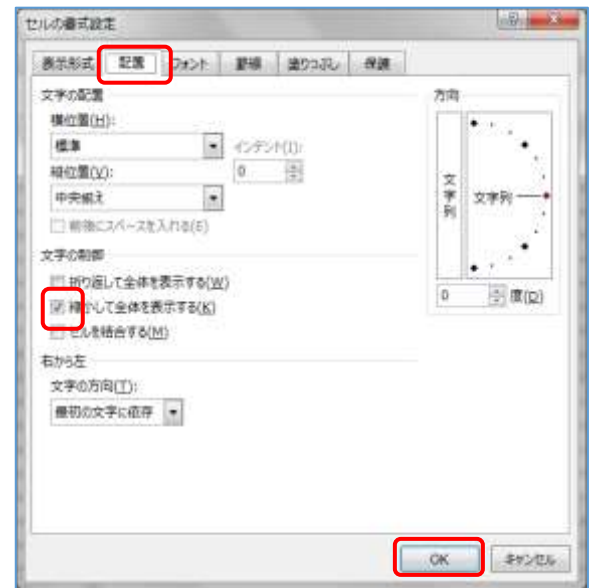 セルの書式設定
表示形式 配置 フォント 罫線 塗りつぶし 保護
文字の配置
横位置(H):
標準
インデント(I):
縦位置(V):
0
中央揃え
前後にスペースを入れる(E)
文字の制御
折り返して全体を表示する(W)
縮小して全体を表示する(K)
セルを結合する(M)
右から左
文字の方向(T):
最初の文字に依存
方向
文字列
文字列
0 度(D)
OK キャンセル